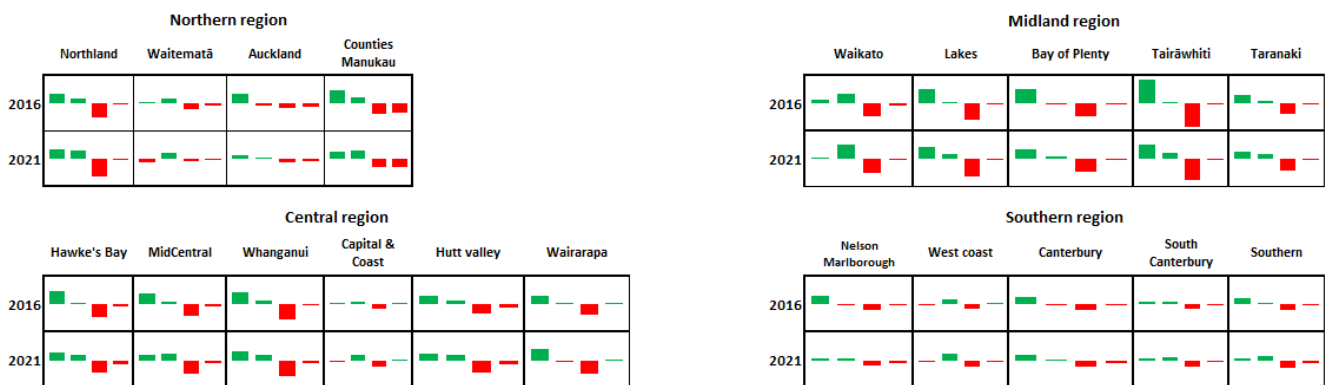 Northern region
Northland Waitematā Auckland Counties
Manukau
2016
2021
Midland region
Waikato Lakes Bay of Plenty Tairāwhiti Taranaki
2016
2021
Central region
Hawke's Bay MidCentral Whanganui Capital &
Coast Hutt valley Wairarapa
2016
2021
Southern region
Nelson
Marlborough West coast Canterbury South
Canterbury Southern
2016
2021